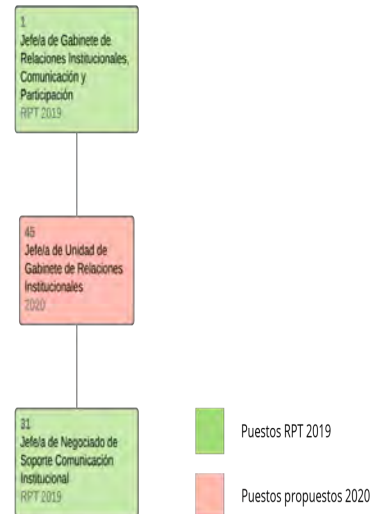 1
Jefe/a de Gabinete de
Relaciones Institucionales,
Comunicación y
Participación
RPT 2019
45
Jefe/a de Unidad de
Gabinete de Relaciones
Institucionales
2020
31
Jefe/a de Negociado de
Soporte Comunicación
Institucional
RPT 2019
Puestos RPT 2019
Puestos propuestos 2020